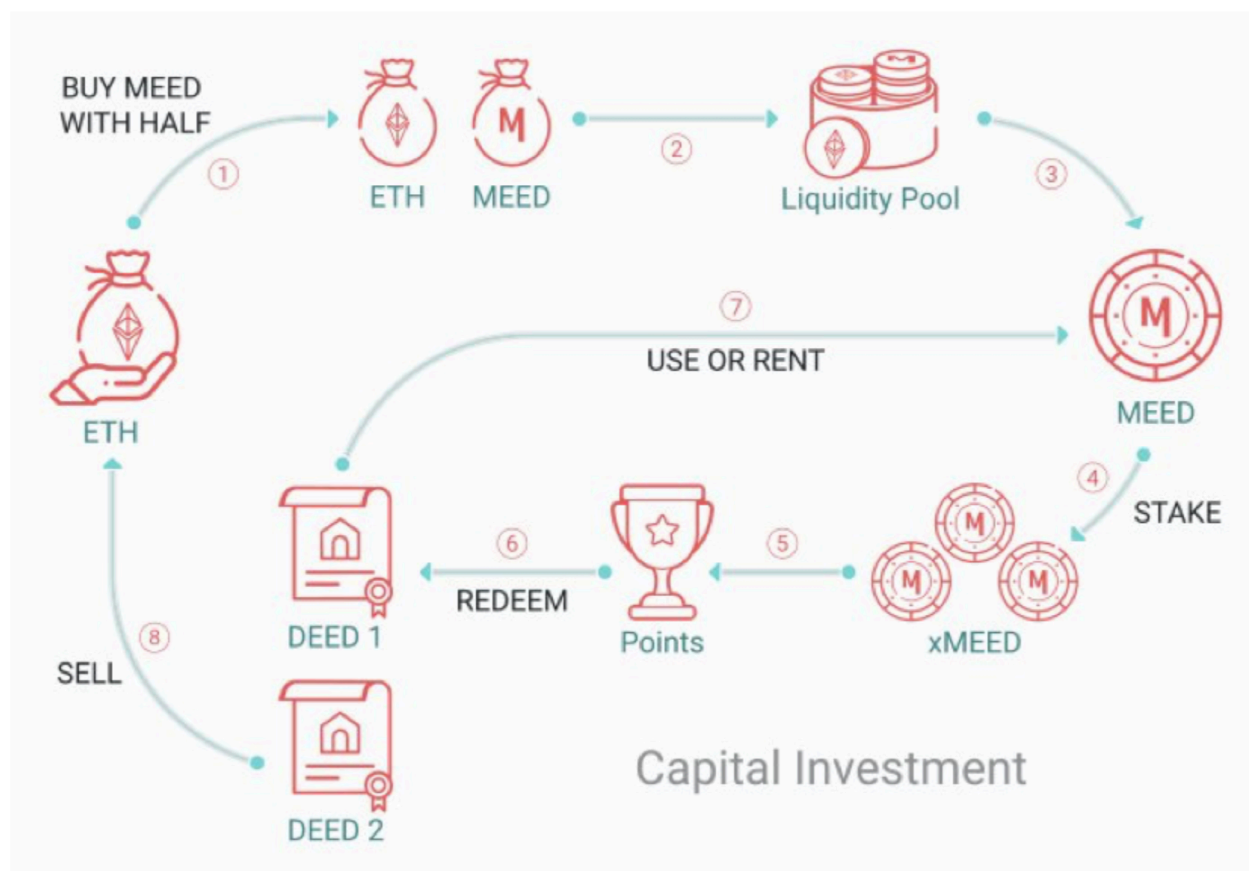 BUY MEED
WITH HALF
①
ETH
M
MEED
②
M
Liquidity Pool
③
ETH
⑦
USE OR RENT
M
MEED
④
STAKE
DEED 1
⑥
REDEEM
Points
⑤
M
M
M
xMEED
⑧
SELL
DEED 2
Capital Investment